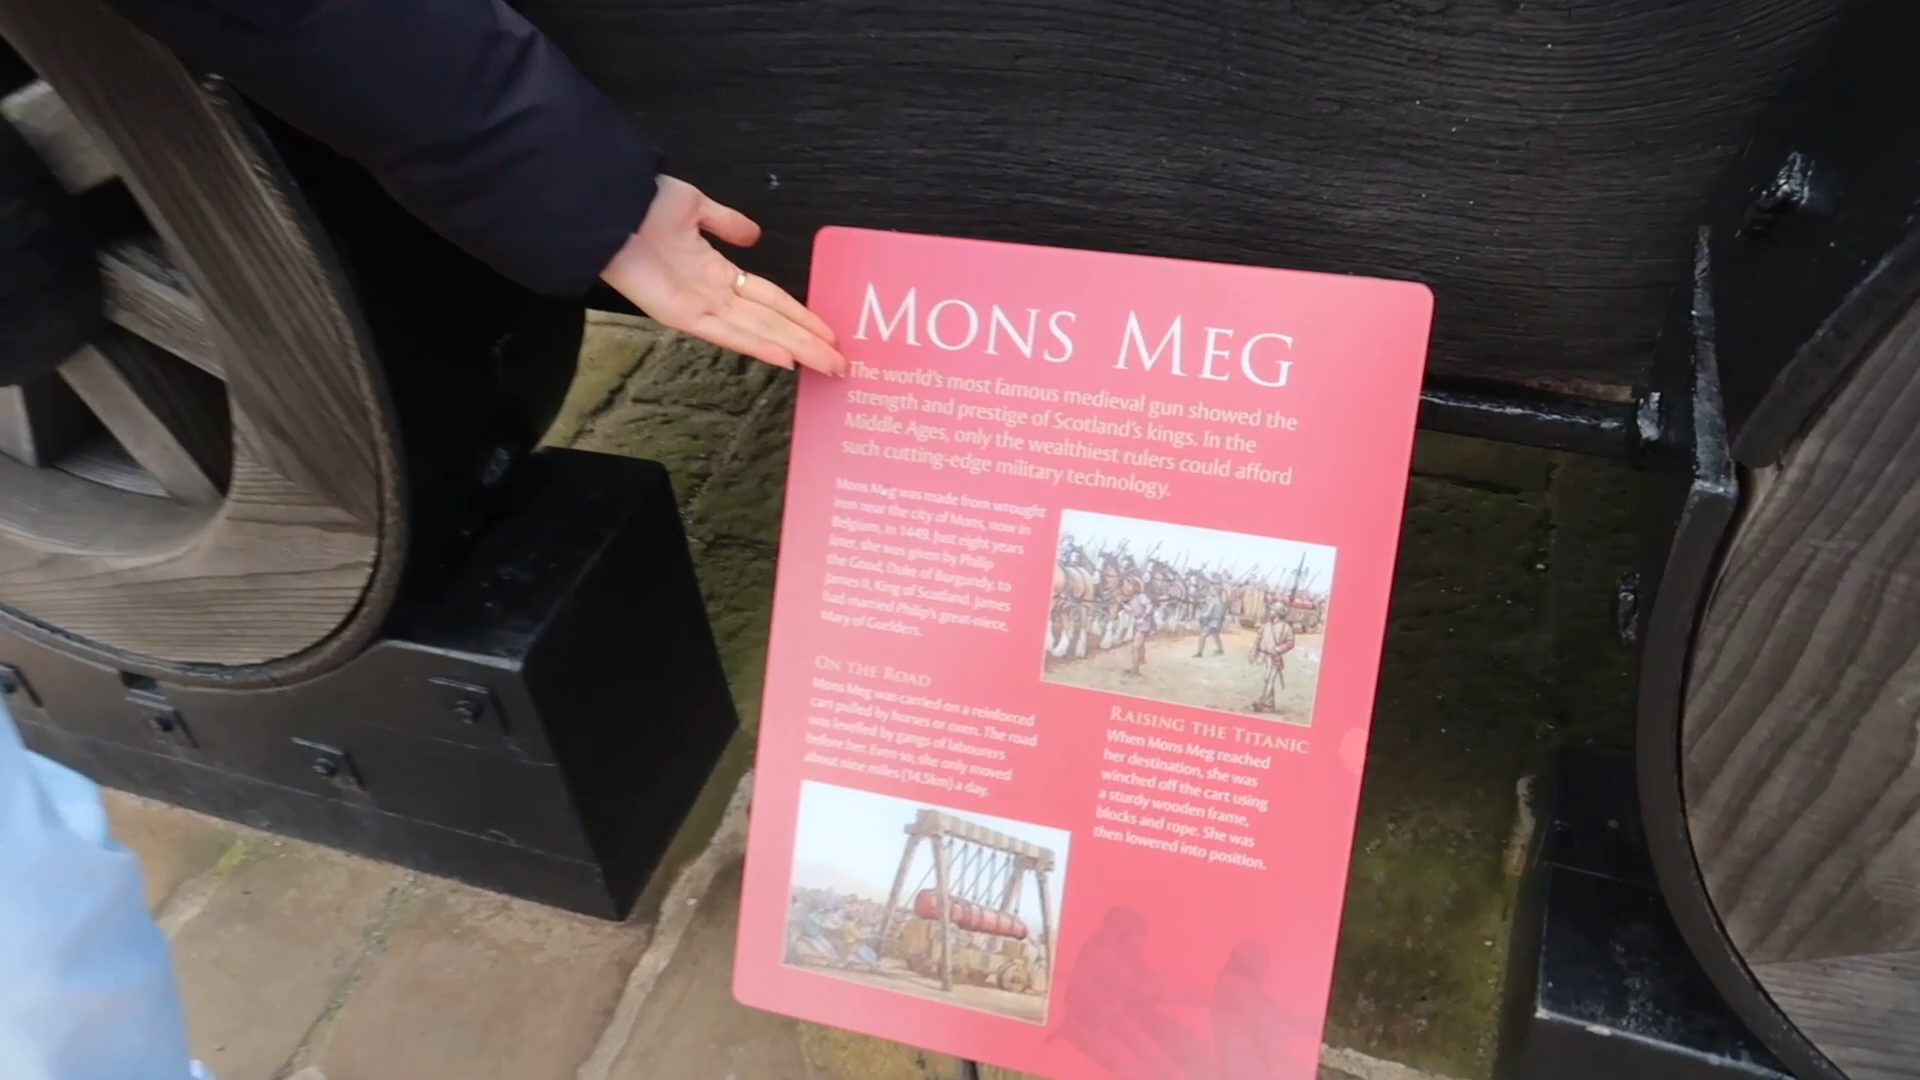 MONS MEG
The world's most famous medieval gun showed the
strength and prestige of Scotland's kings. In the
Middle Ages, only the wealthiest rulers could afford
such cutting-edge military technology.
Mons Meg was made from wrought
iron near the city of Mons, now in
Belgium, in 1449. Just eight years
later, she was given by Philip
the Good, Duke of Burgundy, to
James II, King of Scotland. James
had married Philip's great-niece,
Mary of Guelders.
ON THE ROAD
Mons Meg was carried on a reinforced
cart pulled by horses or oxen. The road
was levelled by gangs of labourers
before her. Even so, she only moved
about nine miles (14.5km) a day.
RAISING THE TITANIC
When Mons Meg reached
her destination, she was
winched off the cart using
a sturdy wooden frame,
blocks and rope. She was
then lowered into position.